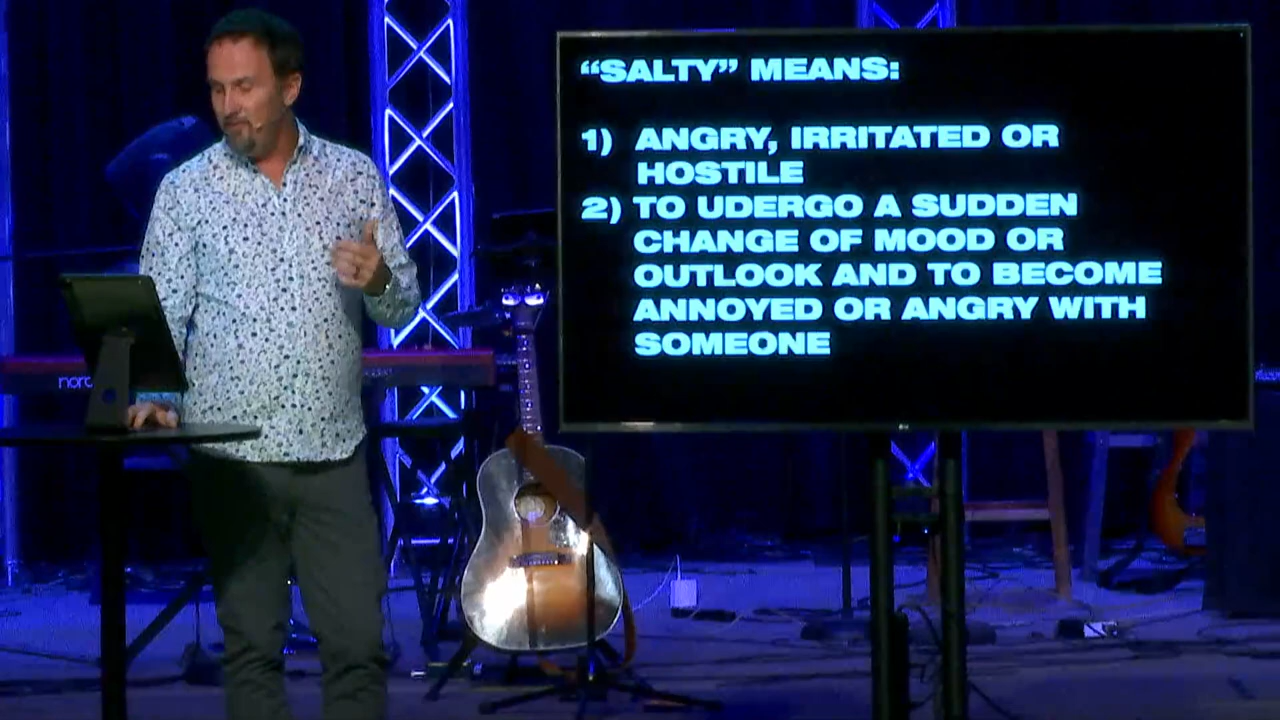 “SALTY” MEANS:
1) ANGRY, IRRITATED OR
HOSTILE
2) TO UDERGO A SUDDEN
CHANGE OF MOOD OR
OUTLOOK AND TO BECOME
ANNOYED OR ANGRY WITH
SOMEONE
nord
LG